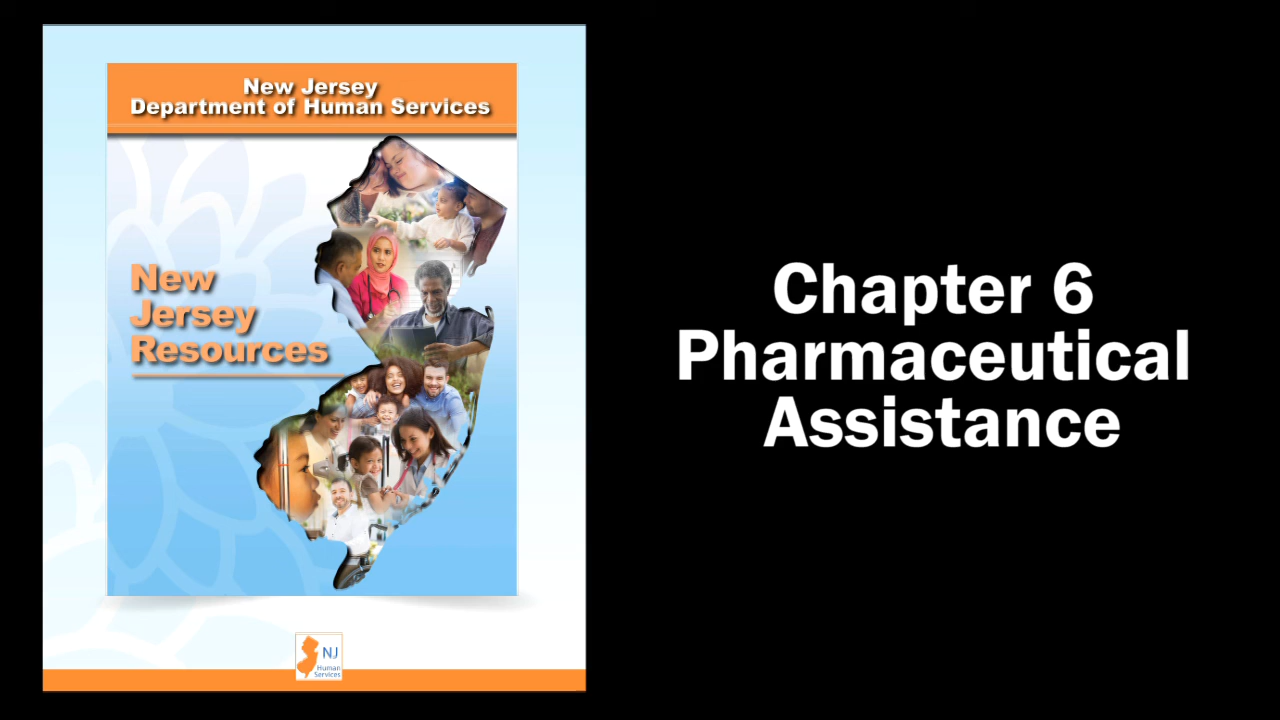 New Jersey
Department of Human Services
New
Jersey
Resources
NJ
Human
Services
Chapter 6
Pharmaceutical
Assistance